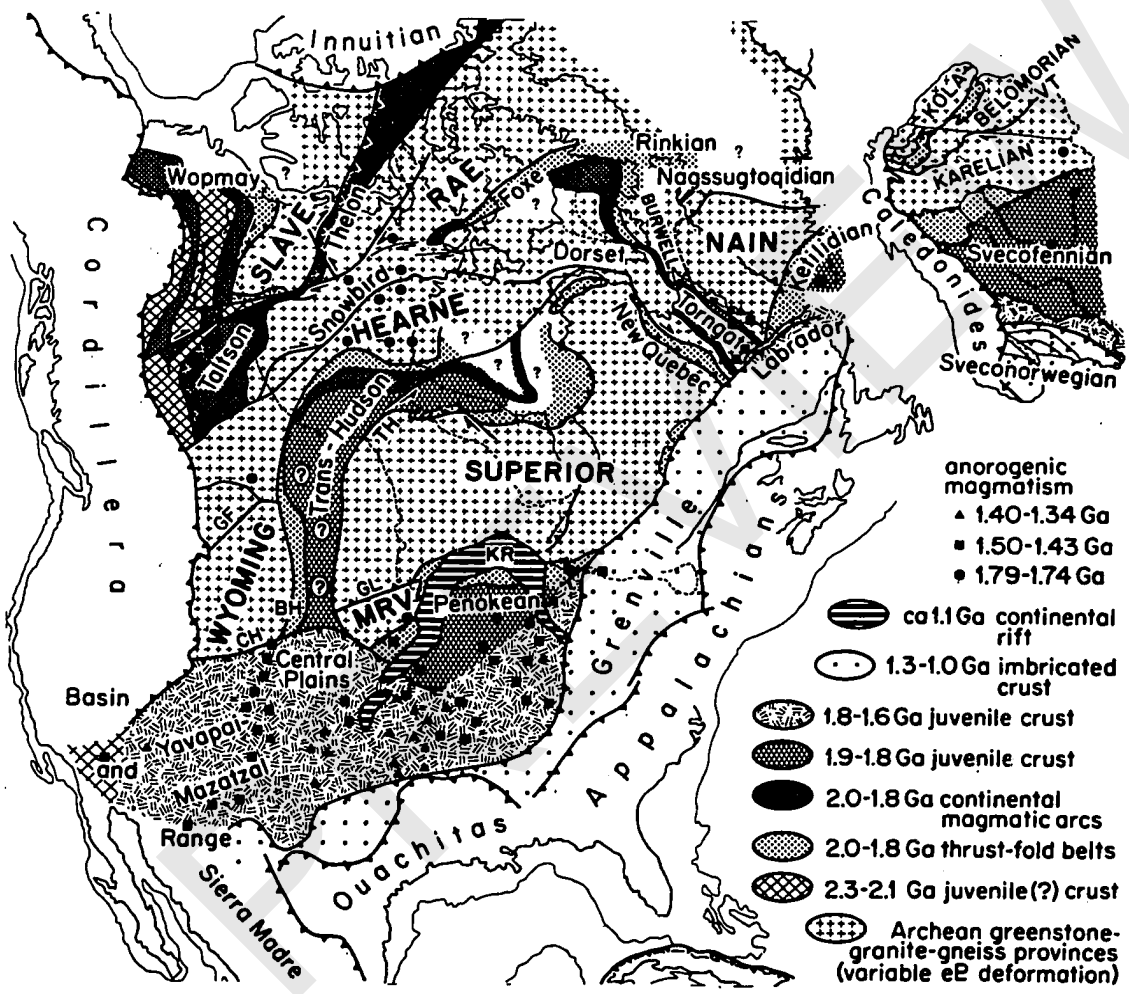 Innuitian
KOLA
BELOMORIAN
VT
KARELIAN
Rinkian
?
Wopmay
?
Nagssugtoqidian
RAE
Foxe
?
?
BURWELL
SLAVE
Thelon
NAIN
Caledonides
Ketilidian
Svecofennian
Dorset
Cordillera
Snowbird
HEARNE
Torngat
New Quebec
Labrador
Taltson
?
?
?
Sveconorwegian
Trans-Hudson
TH
SUPERIOR
?
?
?
GF
WYOMING
BH
CH
GL
MRV
KR
Penokean
Grenville
Appalachians
Central
Plains
Basin
and
Range
Yavapai
Mazatzal
Ouachitas
Sierra Madre
anorogenic
magmatism
1.40-1.34 Ga
1.50-1.43 Ga
1.79-1.74 Ga
ca 1.1 Ga continental
rift
1.3-1.0 Ga imbricated
crust
1.8-1.6 Ga juvenile crust
1.9-1.8 Ga juvenile crust
2.0-1.8 Ga continental
magmatic arcs
2.0-1.8 Ga thrust-fold belts
2.3-2.1 Ga juvenile(?) crust
Archean greenstone-
granite-gneiss provinces
(variable deformation)